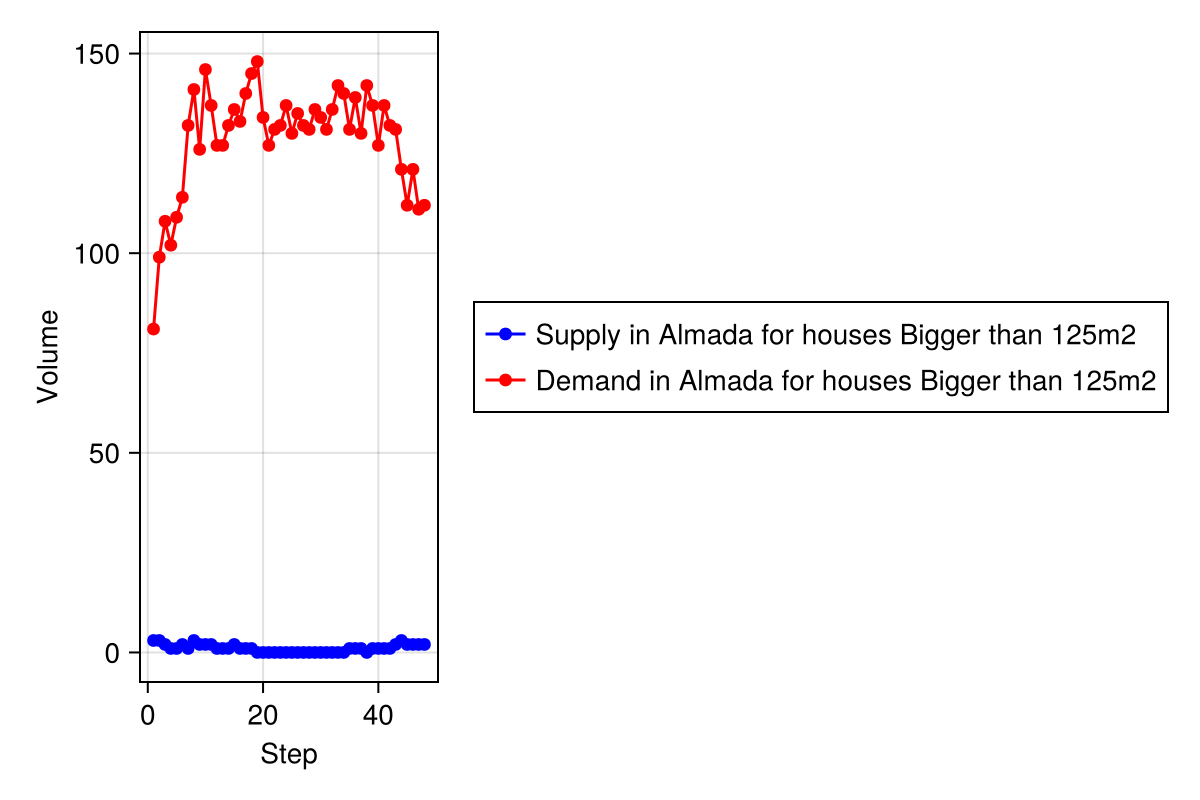 150
100
50
0
Volume
0 20 40
Step
Supply in Almada for houses Bigger than 125m2
Demand in Almada for houses Bigger than 125m2